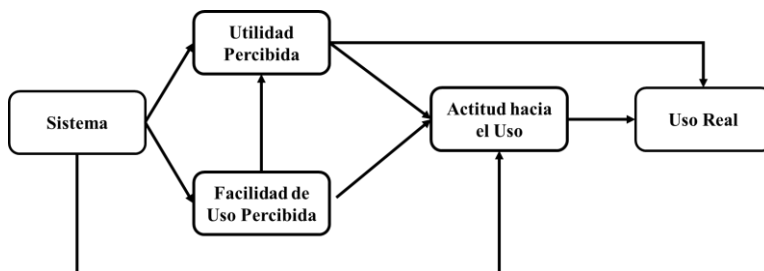 Utilidad
Percibida
Sistema
Facilidad de
Uso Percibida
Actitud hacia
el Uso
Uso Real